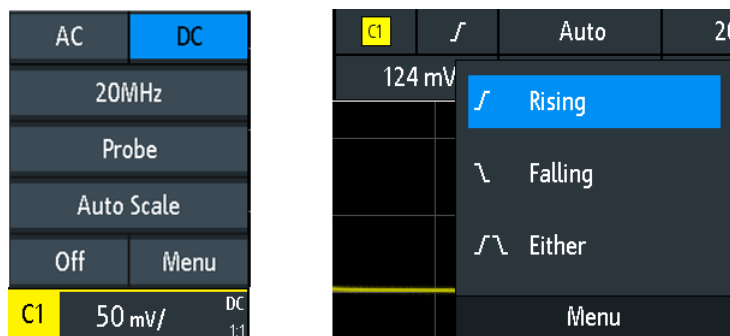 AC DC
20MHz
Probe
Auto Scale
Off Menu
C1 50 mV/ DC
1:1
C1 Auto 20
124 mV
Rising
Falling
Either
Menu